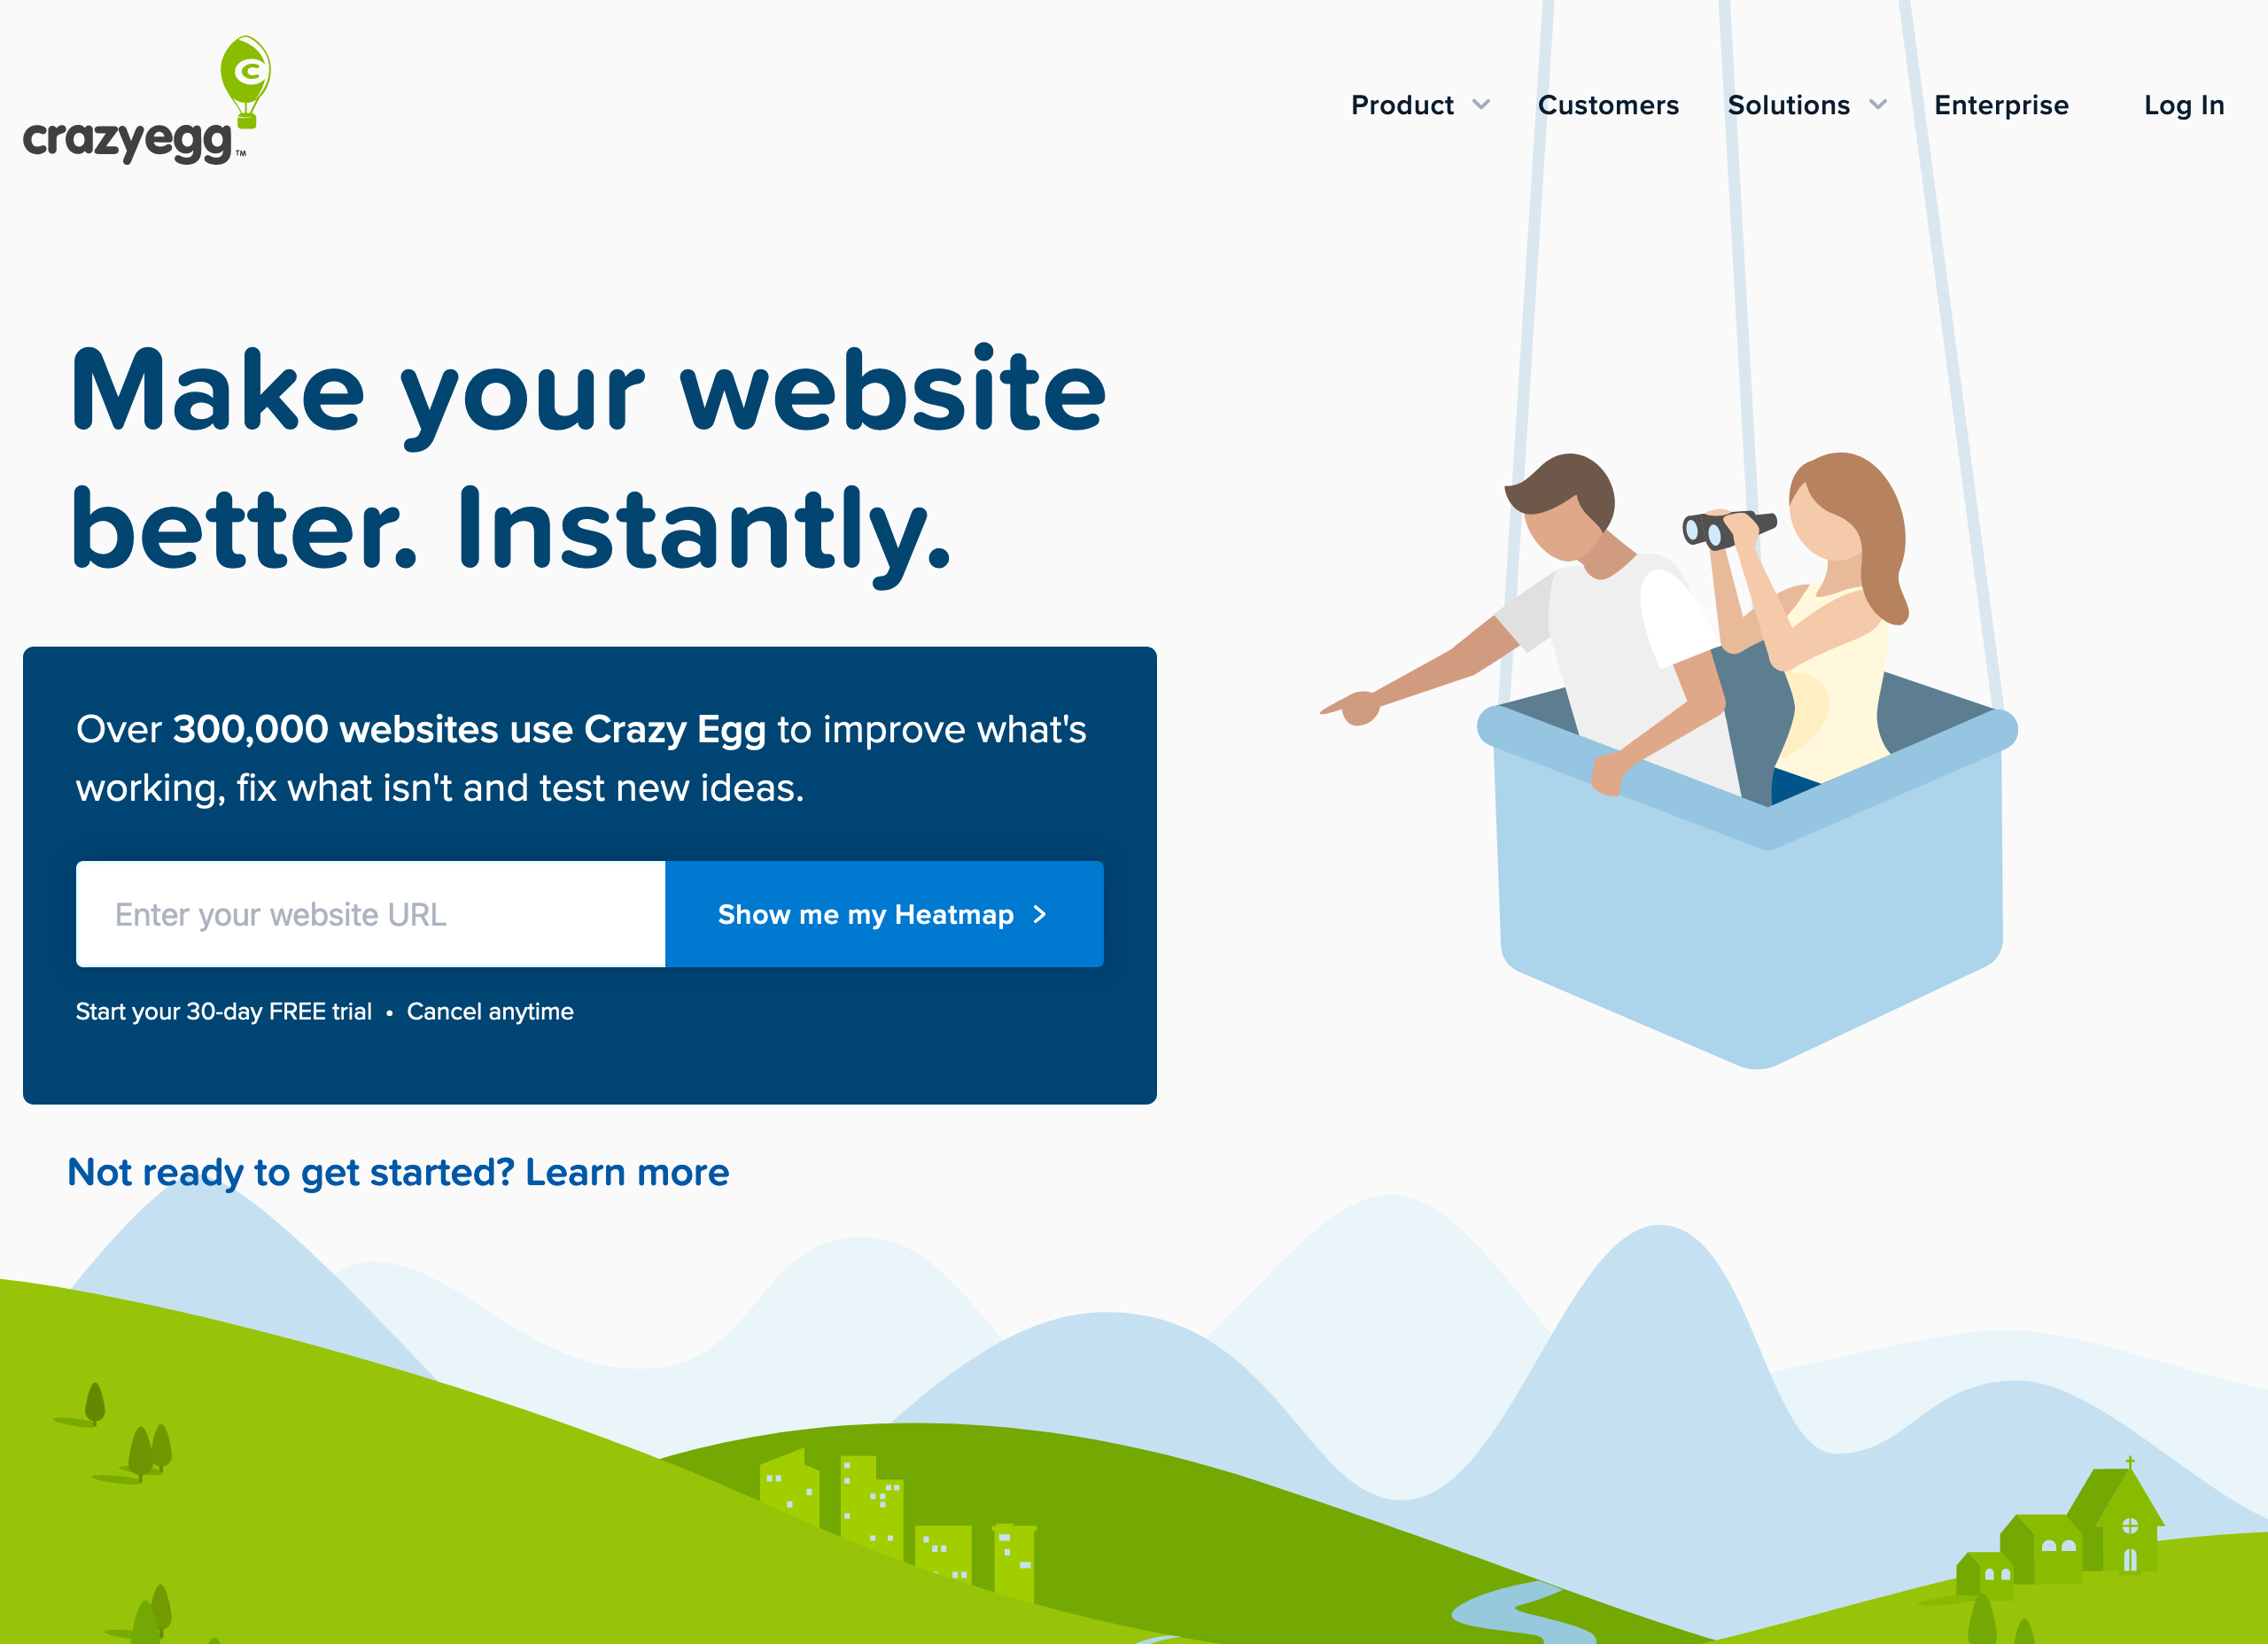 crazyegg™
Product
Customers
Solutions
Enterprise
Log In
Make your website
better. Instantly.
Over 300,000 websites use Crazy Egg to improve what's
working, fix what isn't and test new ideas.
Enter your website URL
Show me my Heatmap
Start your 30-day FREE trial • Cancel anytime
Not ready to get started? Learn more